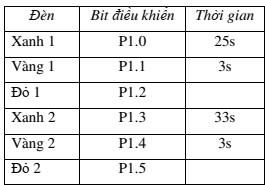 Đèn Bit điều khiển Thời gian
Xanh 1 P1.0 25s
Vàng 1 P1.1 3s
Đỏ 1 P1.2
Xanh 2 P1.3 33s
Vàng 2 P1.4 3s
Đỏ 2 P1.5